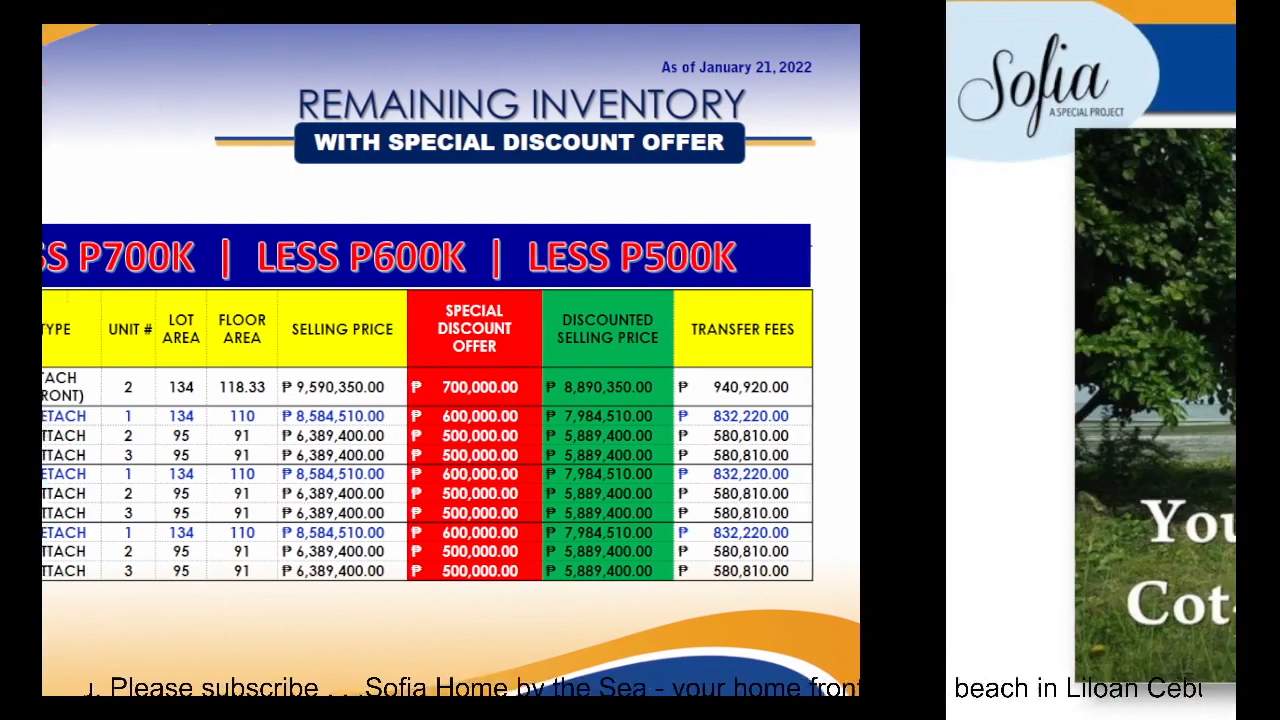 As of January 21, 2022
REMAINING INVENTORY
WITH SPECIAL DISCOUNT OFFER
P700K | LESS P600K | LESS P500K
TYPE UNIT # LOT AREA FLOOR AREA SELLING PRICE SPECIAL DISCOUNT OFFER DISCOUNTED SELLING PRICE TRANSFER FEES
TACH
RONT) 2 134 118.33 ₱ 9,590,350.00 ₱ 700,000.00 ₱ 8,890,350.00 ₱ 940,920.00
ETACH 1 134 110 ₱ 8,584,510.00 ₱ 600,000.00 ₱ 7,984,510.00 ₱ 832,220.00
TTACH 2 95 91 ₱ 6,389,400.00 ₱ 500,000.00 ₱ 5,889,400.00 ₱ 580,810.00
TTACH 3 95 91 ₱ 6,389,400.00 ₱ 500,000.00 ₱ 5,889,400.00 ₱ 580,810.00
ETACH 1 134 110 ₱ 8,584,510.00 ₱ 600,000.00 ₱ 7,984,510.00 ₱ 832,220.00
TTACH 2 95 91 ₱ 6,389,400.00 ₱ 500,000.00 ₱ 5,889,400.00 ₱ 580,810.00
TTACH 3 95 91 ₱ 6,389,400.00 ₱ 500,000.00 ₱ 5,889,400.00 ₱ 580,810.00
ETACH 1 134 110 ₱ 8,584,510.00 ₱ 600,000.00 ₱ 7,984,510.00 ₱ 832,220.00
TTACH 2 95 91 ₱ 6,389,400.00 ₱ 500,000.00 ₱ 5,889,400.00 ₱ 580,810.00
TTACH 3 95 91 ₱ 6,389,400.00 ₱ 500,000.00 ₱ 5,889,400.00 ₱ 580,810.00
Sofia
A SPECIAL PROJECT
You
Cot-
Please subscribe . . .Sofia Home by the Sea - your home front beach in Liloan Cebu